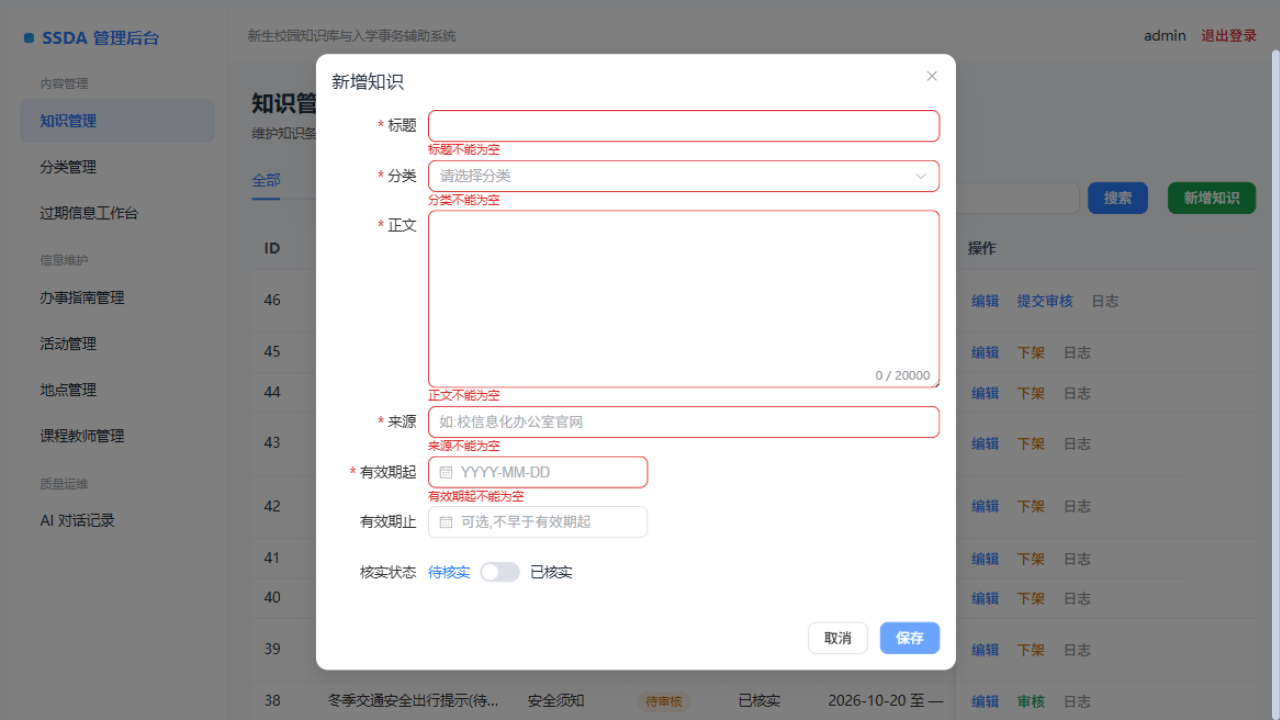 SSDA 管理后台
新生校园知识库与入学事务辅助系统
admin 退出登录
内容管理
知识管理
分类管理
过期信息工作台
信息维护
办事指南管理
活动管理
地点管理
课程教师管理
质量运维
AI 对话记录
知识管
维护知识条
全部
搜索 新增知识
ID 操作
46 编辑 提交审核 日志
45 编辑 下架 日志
44 编辑 下架 日志
43 编辑 下架 日志
42 编辑 下架 日志
41 编辑 下架 日志
40 编辑 下架 日志
39 编辑 下架 日志
38 冬季交通安全出行提示(待... 安全须知 待审核 已核实 2026-10-20 至 — 编辑 审核 日志
新增知识
* 标题
标题不能为空
* 分类 请选择分类
分类不能为空
* 正文
0 / 20000
正文不能为空
* 来源 如:校信息化办公室官网
来源不能为空
* 有效期起 YYYY-MM-DD
有效期起不能为空
有效期止 可选,不早于有效期起
核实状态 待核实 已核实
取消 保存